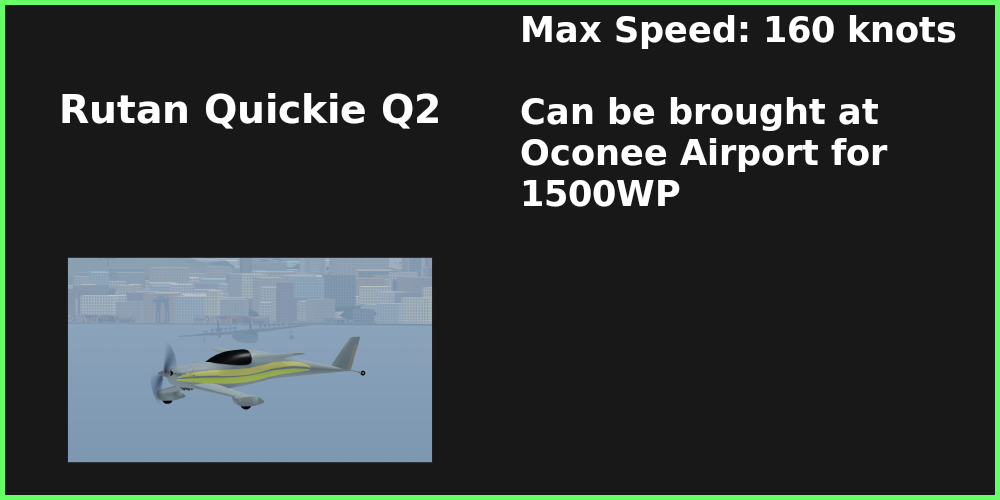 Rutan Quickie Q2
Max Speed: 160 knots
Can be brought at
Oconee Airport for
1500WP